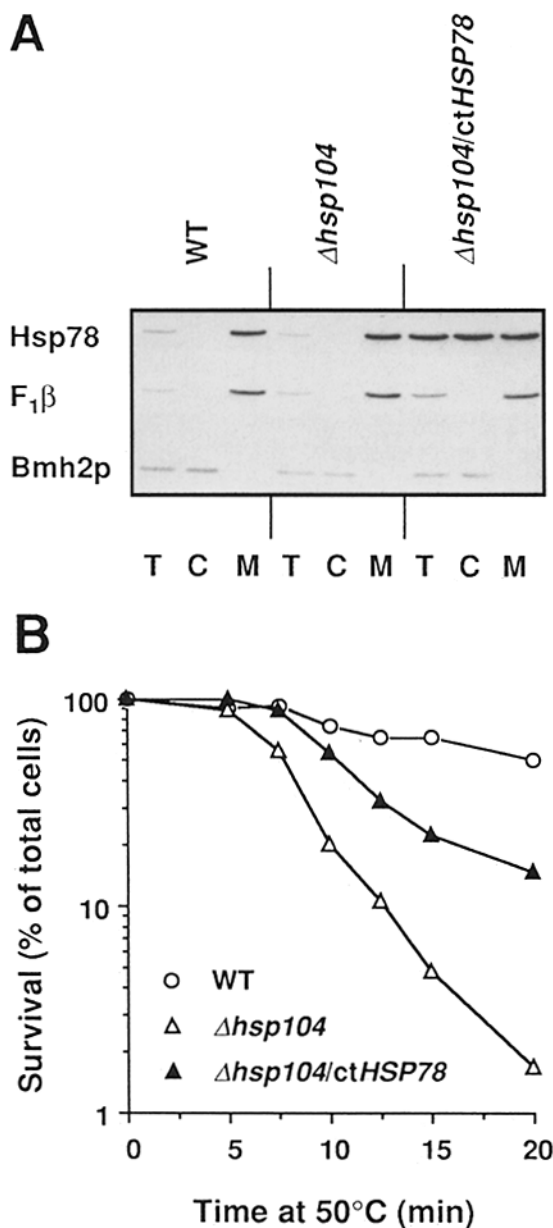 A
WT
Δhsp104
Δhsp104/ctHSP78
Hsp78
F₁β
Bmh2p
T C M T C M T C M
B
Survival (% of total cells)
100
10
1
WT
Δhsp104
Δhsp104/ctHSP78
0 5 10 15 20
Time at 50°C (min)